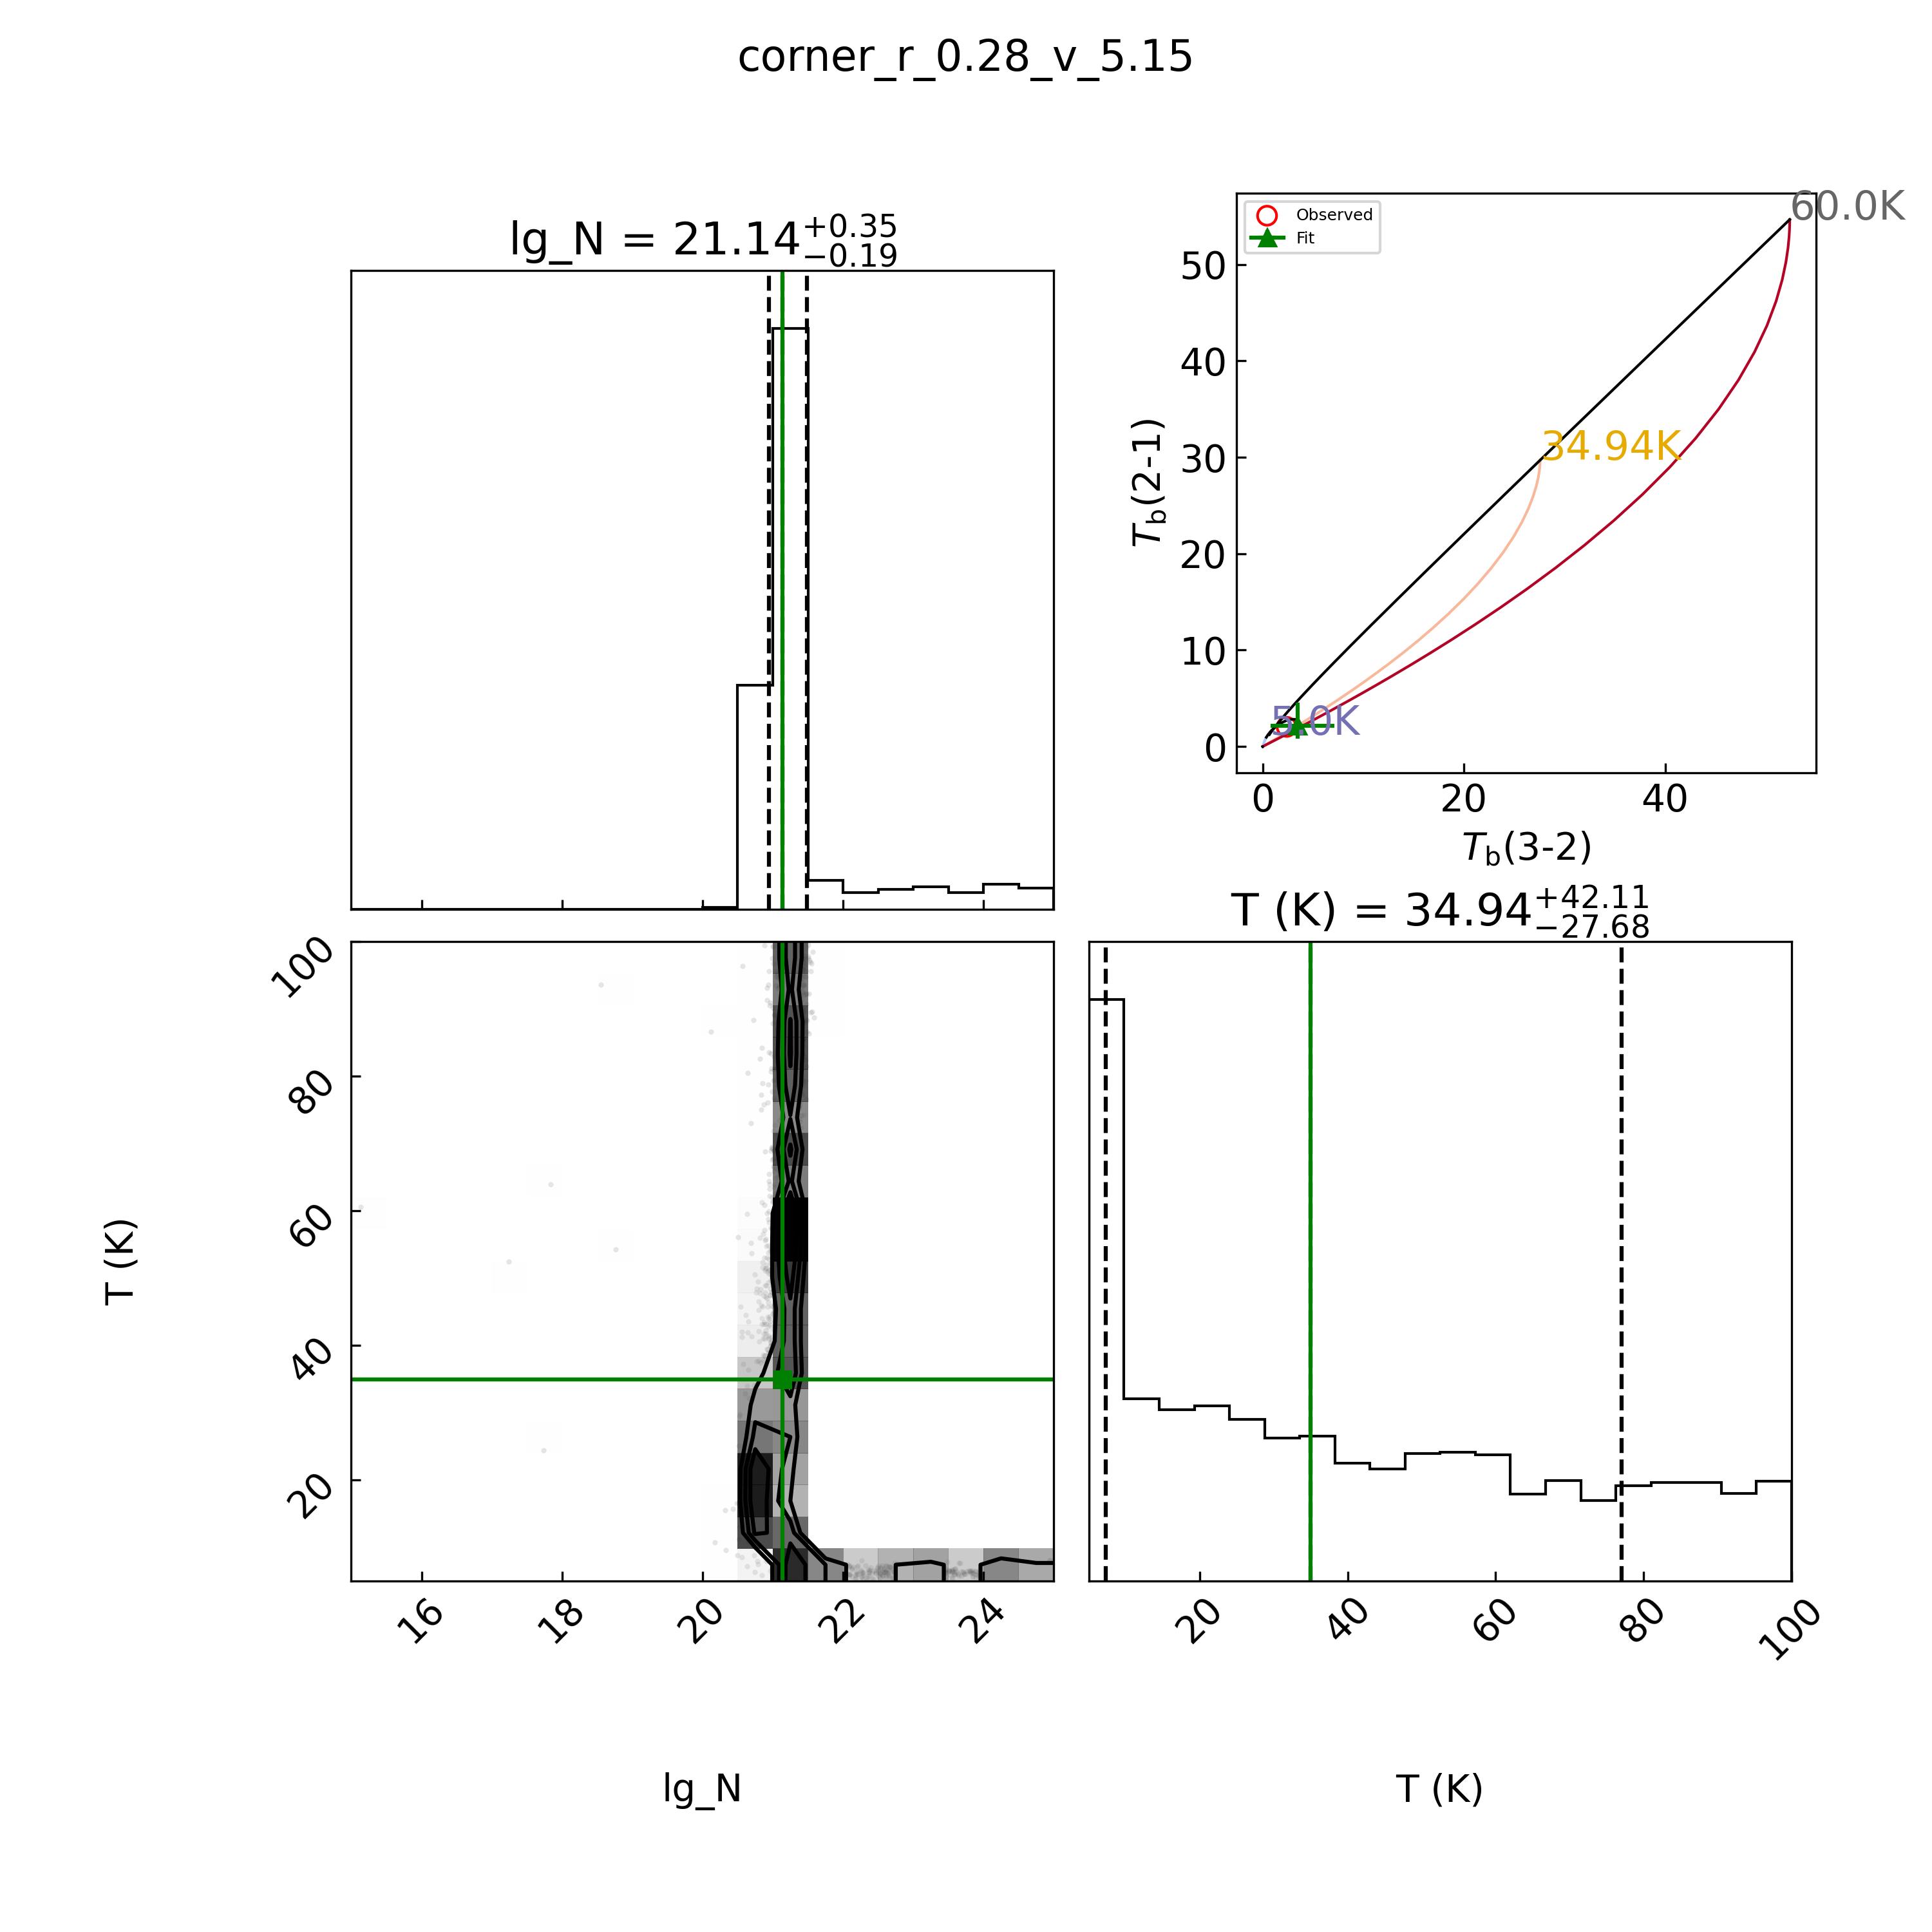 corner_r_0.28_v_5.15
lg_N = 21.14 +0.35 −0.19
60.0K
Observed
Fit
50
40
30
20
10
0
34.94K
5.0K
T_b(2-1)
0 20 40
T_b(3-2)
T (K) = 34.94 +42.11 −27.68
100
80
60
40
20
T (K)
16 18 20 22 24
20 40 60 80 100
lg_N
T (K)